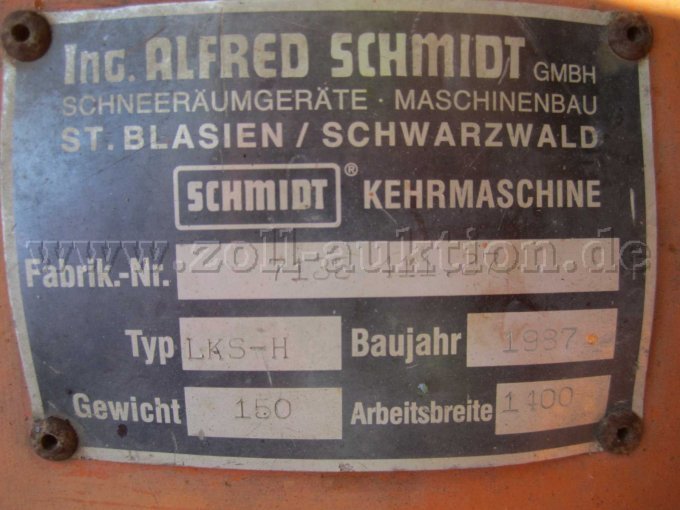 Ing. ALFRED SCHMIDT GMBH
SCHNEERÄUMGERÄTE · MASCHINENBAU
ST. BLASIEN / SCHWARZWALD
SCHMIDT ® KEHRMASCHINE
www.zoll-auktion.de
Fabrik.-Nr.
Typ LKS-H Baujahr 1987
Gewicht 150 Arbeitsbreite 1400